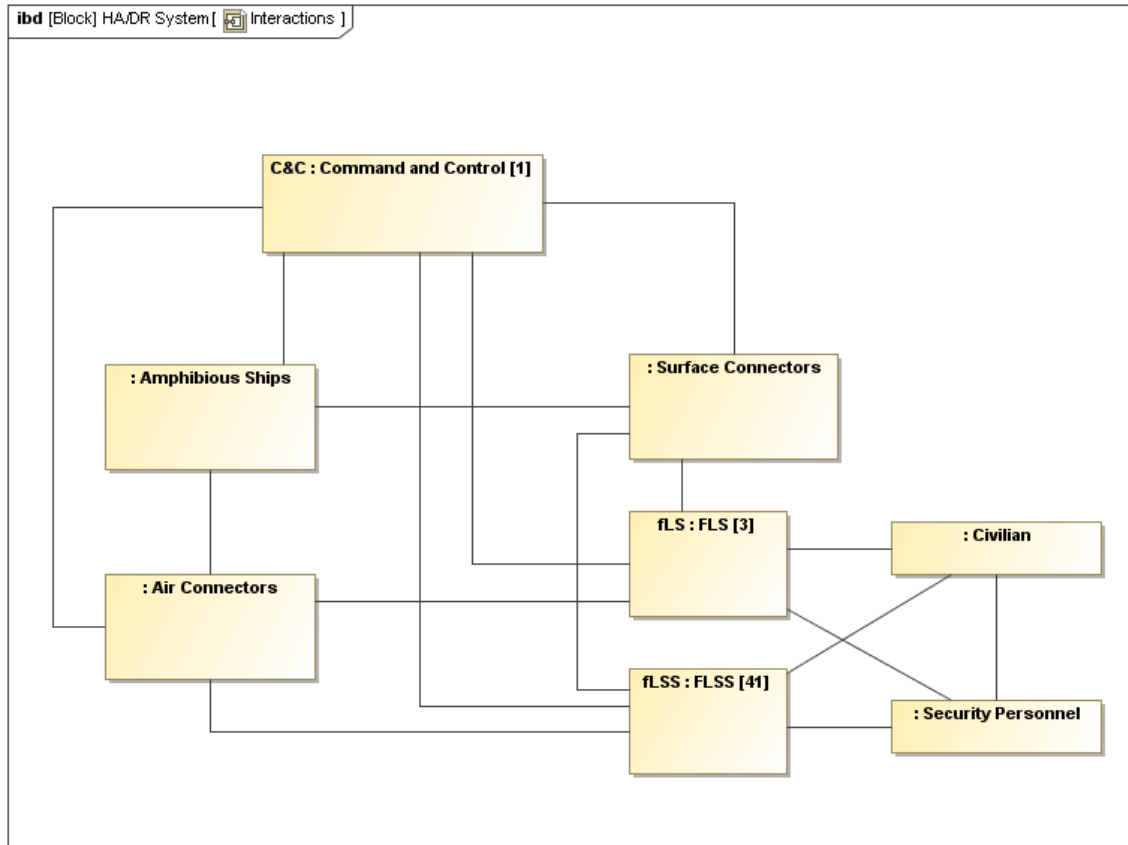 ibd [Block] HA/DR System[ Interactions ]
C&C : Command and Control [1]
: Amphibious Ships
: Surface Connectors
fLS : FLS [3]
: Civilian
: Air Connectors
fLSS : FLSS [41]
: Security Personnel